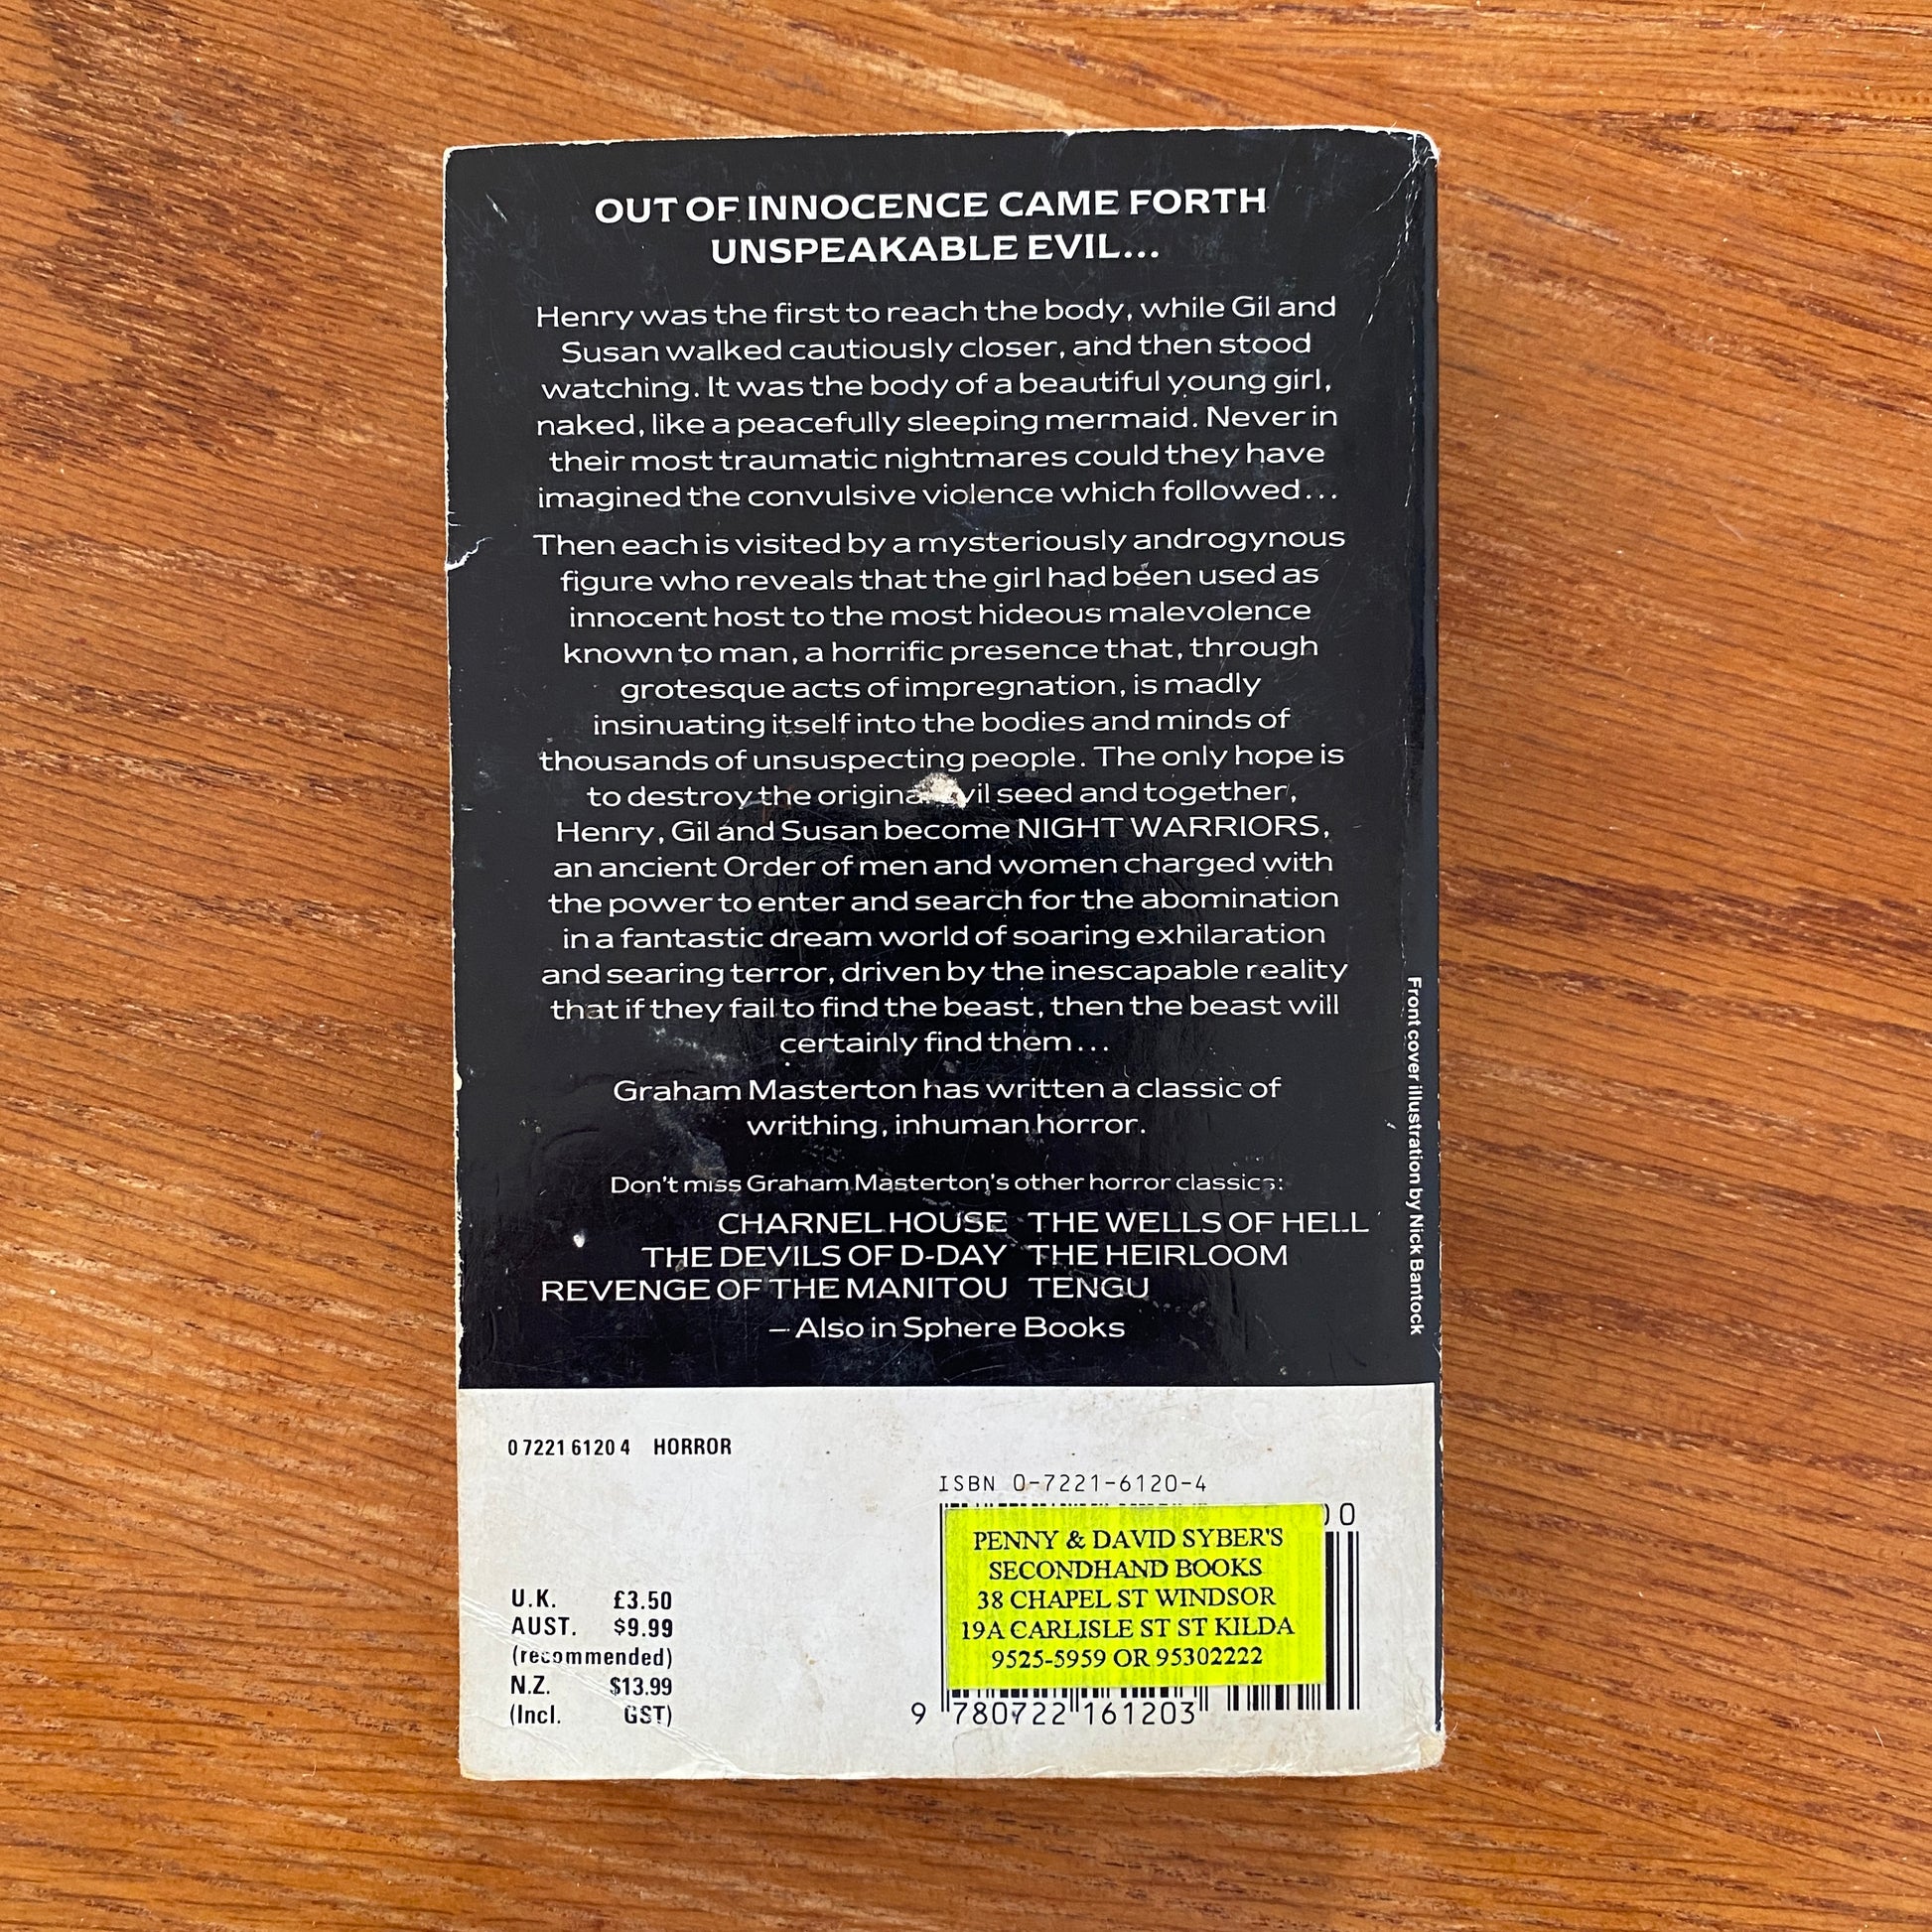 OUT OF INNOCENCE CAME FORTH
UNSPEAKABLE EVIL...
Henry was the first to reach the body, while Gil and
Susan walked cautiously closer, and then stood
watching. It was the body of a beautiful young girl,
naked, like a peacefully sleeping mermaid. Never in
their most traumatic nightmares could they have
imagined the convulsive violence which followed...
Then each is visited by a mysteriously androgynous
figure who reveals that the girl had been used as
innocent host to the most hideous malevolence
known to man, a horrific presence that, through
grotesque acts of impregnation, is madly
insinuating itself into the bodies and minds of
thousands of unsuspecting people. The only hope is
to destroy the origina vil seed and together,
Henry, Gil and Susan become NIGHT WARRIORS,
an ancient Order of men and women charged with
the power to enter and search for the abomination
in a fantastic dream world of soaring exhilaration
and searing terror, driven by the inescapable reality
that if they fail to find the beast, then the beast will
certainly find them...
Graham Masterton has written a classic of
writhing, inhuman horror.
Don't miss Graham Masterton's other horror classics:
CHARNEL HOUSE THE WELLS OF HELL
THE DEVILS OF D-DAY THE HEIRLOOM
REVENGE OF THE MANITOU TENGU
– Also in Sphere Books
Front cover illustration by Nick Bantock
0 7221 6120 4 HORROR
ISBN 0-7221-6120-4
00
PENNY & DAVID SYBER'S
SECONDHAND BOOKS
38 CHAPEL ST WINDSOR
19A CARLISLE ST ST KILDA
9525-5959 OR 95302222
U.K. £3.50
AUST. $9.99
(recommended)
N.Z. $13.99
(Incl. GST)
9 780722 161203